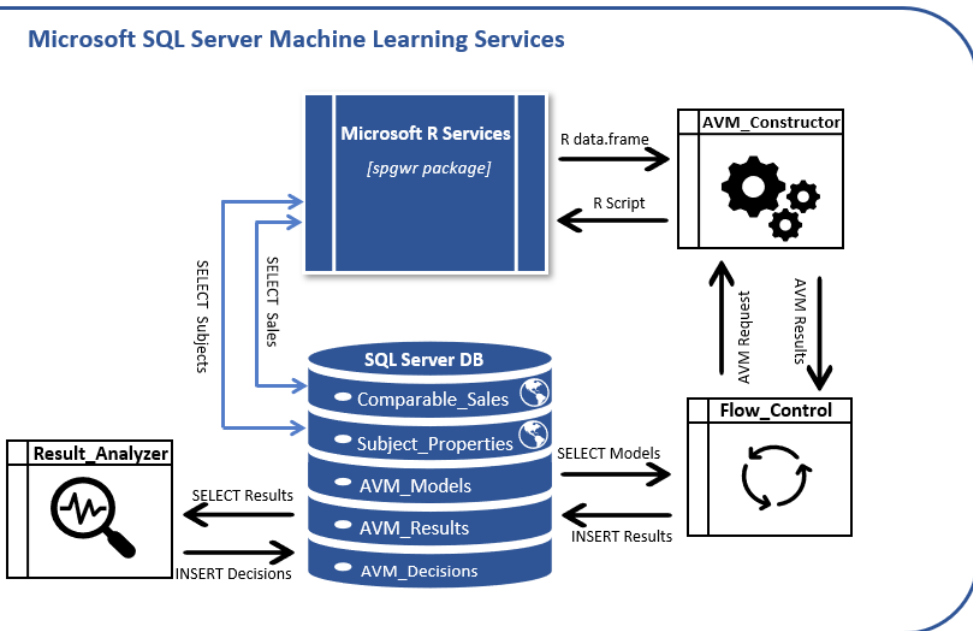 Microsoft SQL Server Machine Learning Services
Microsoft R Services
[spgwr package]
R data.frame
R Script
AVM_Constructor
SELECT Subjects
SELECT Sales
AVM Request
AVM Results
SQL Server DB
Comparable_Sales
Subject_Properties
AVM_Models
AVM_Results
AVM_Decisions
Flow_Control
SELECT Models
INSERT Results
Result_Analyzer
SELECT Results
INSERT Decisions